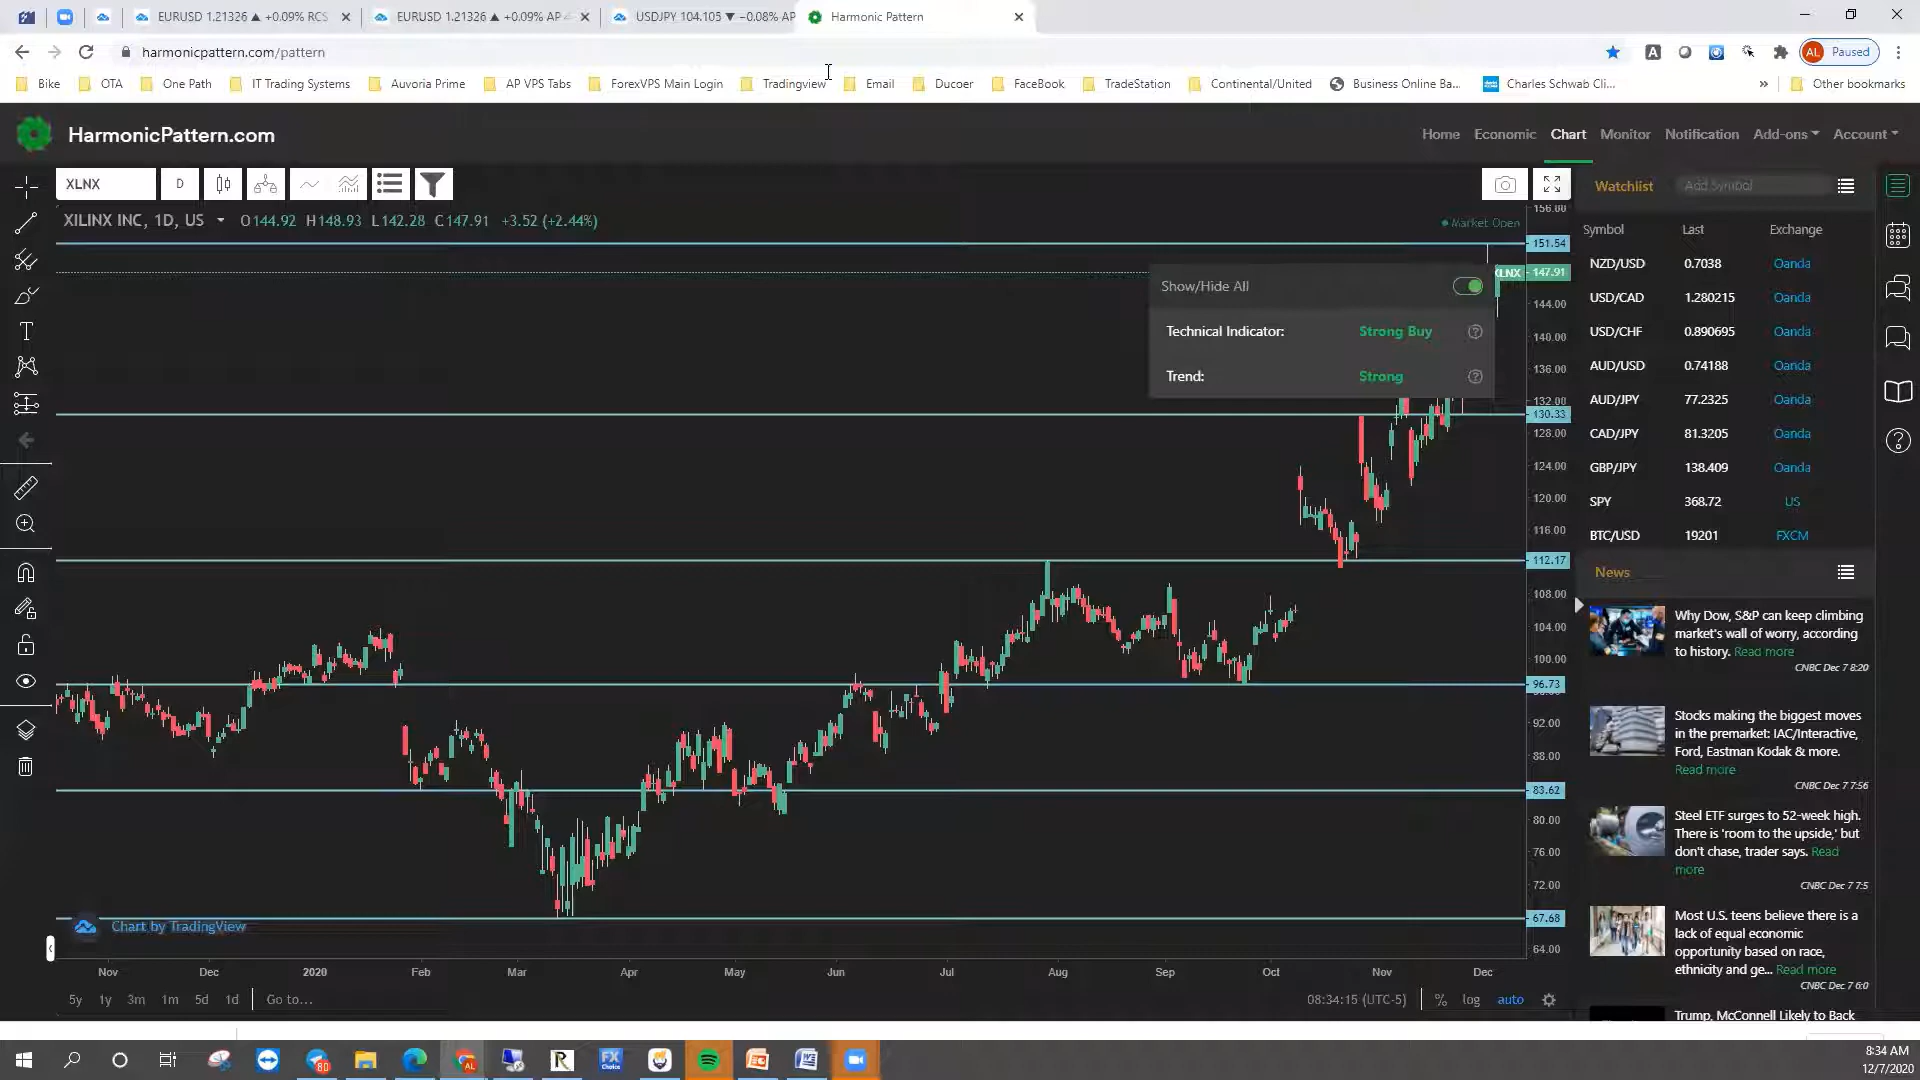 EURUSD 1.21326 ▲ +0.09% RCS
EURUSD 1.21326 ▲ +0.09% AP
USDJPY 104.105 ▼ −0.08% AP
Harmonic Pattern
harmonicpattern.com/pattern
A
AL Paused
Bike
OTA
One Path
IT Trading Systems
Auvoria Prime
AP VPS Tabs
ForexVPS Main Login
Tradingview
Email
Ducoer
FaceBook
TradeStation
Continental/United
Business Online Ba...
Charles Schwab Cli...
»
Other bookmarks
HarmonicPattern.com
Home
Economic
Chart
Monitor
Notification
Add-ons
Account
XLNX
D
XILINX INC, 1D, US
O144.92 H148.93 L142.28 C147.91 +3.52 (+2.44%)
Market Open
Show/Hide All
Technical Indicator: Strong Buy
Trend: Strong
156.00
151.54
XLNX 147.91
144.00
140.00
136.00
132.00
130.33
128.00
124.00
120.00
116.00
112.17
108.00
104.00
100.00
96.73
92.00
88.00
83.62
80.00
76.00
72.00
67.68
64.00
Chart by TradingView
Nov
Dec
2020
Feb
Mar
Apr
May
Jun
Jul
Aug
Sep
Oct
Nov
Dec
5y 1y 3m 1m 5d 1d Go to...
08:34:15 (UTC-5) % log auto
Watchlist
Add Symbol
Symbol Last Exchange
NZD/USD 0.7038 Oanda
USD/CAD 1.280215 Oanda
USD/CHF 0.890695 Oanda
AUD/USD 0.74188 Oanda
AUD/JPY 77.2325 Oanda
CAD/JPY 81.3205 Oanda
GBP/JPY 138.409 Oanda
SPY 368.72 US
BTC/USD 19201 FXCM
News
Why Dow, S&P can keep climbing
market's wall of worry, according
to history. Read more
CNBC Dec 7 8:20
Stocks making the biggest moves
in the premarket: IAC/Interactive,
Ford, Eastman Kodak & more.
Read more
CNBC Dec 7 7:56
Steel ETF surges to 52-week high.
There is 'room to the upside,' but
don't chase, trader says. Read
more
CNBC Dec 7 7:5
Most U.S. teens believe there is a
lack of equal economic
opportunity based on race,
ethnicity and ge... Read more
CNBC Dec 7 6:0
Trump, McConnell Likely to Back
80
AL
R
FX
Choice
8:34 AM
12/7/2020